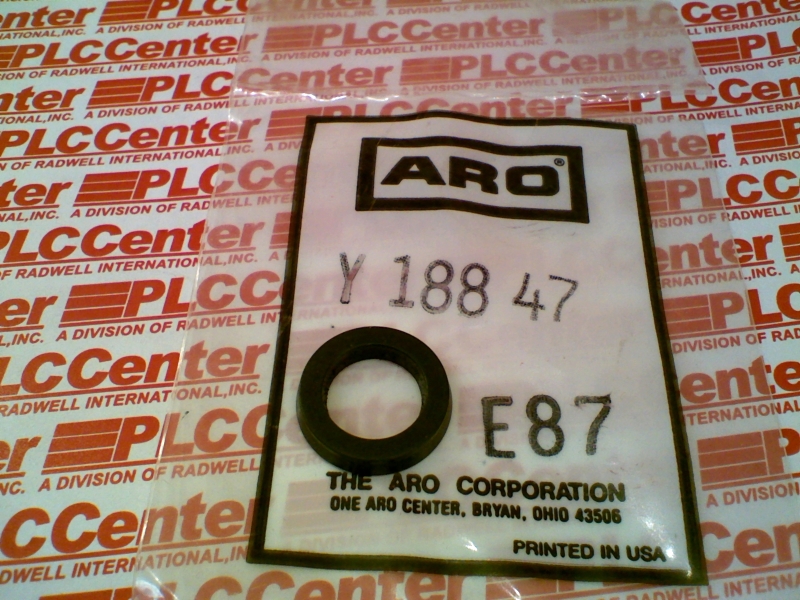 ARO®
Y 188 47
E87
THE ARO CORPORATION
ONE ARO CENTER, BRYAN, OHIO 43506
PRINTED IN USA
PLCCenter
A DIVISION OF RADWELL INTERNATIONAL, INC.